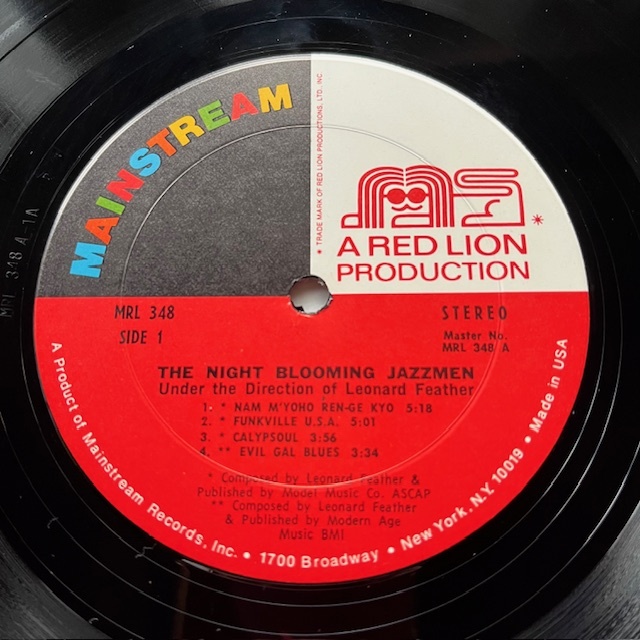 MAINSTREAM
* TRADE MARK OF RED LION PRODUCTIONS, LTD. INC
*
A RED LION
PRODUCTION
MRL 348
SIDE 1
STEREO
Master No.
MRL 348 A
THE NIGHT BLOOMING JAZZMEN
Under the Direction of Leonard Feather
1. * NAM M'YOHO REN-GE KYO 5:18
2. * FUNKVILLE U.S.A. 5:01
3. * CALYPSOUL 3:56
4. ** EVIL GAL BLUES 3:34
* Composed by Leonard Feather &
Published by Model Music Co. ASCAP
** Composed by Leonard Feather
& Published by Modern Age
Music BMI
A Product of Mainstream Records, Inc. • 1700 Broadway • New York, N.Y. 10019 • Made in USA
MRL 348 A-1A